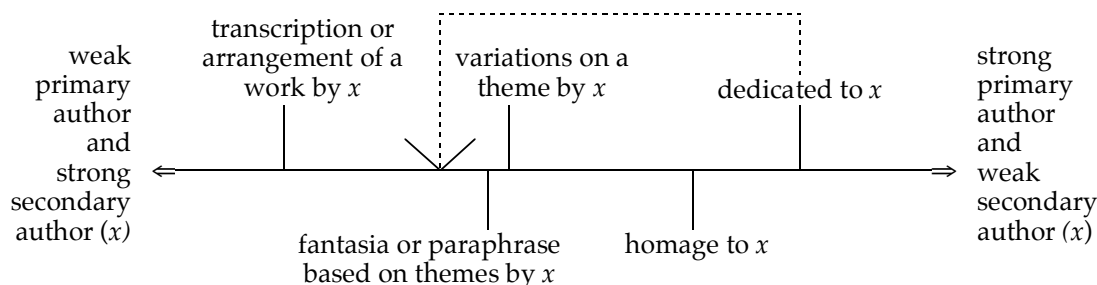 weak
primary
author
and
strong
secondary
author (x)
transcription or
arrangement of a
work by x
variations on a
theme by x
dedicated to x
fantasia or paraphrase
based on themes by x
homage to x
strong
primary
author
and
weak
secondary
author (x)